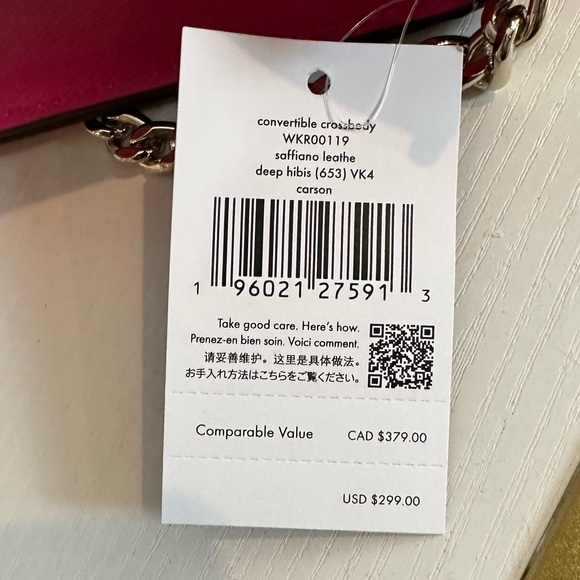 convertible crossbody
WKR00119
saffiano leathe
deep hibis (653) VK4
carson
1 96021 27591 3
Take good care. Here's how.
Prenez-en bien soin. Voici comment.
请妥善维护。这里是具体做法。
お手入れ方法はこちらをご覧ください。
Comparable Value CAD $379.00
USD $299.00